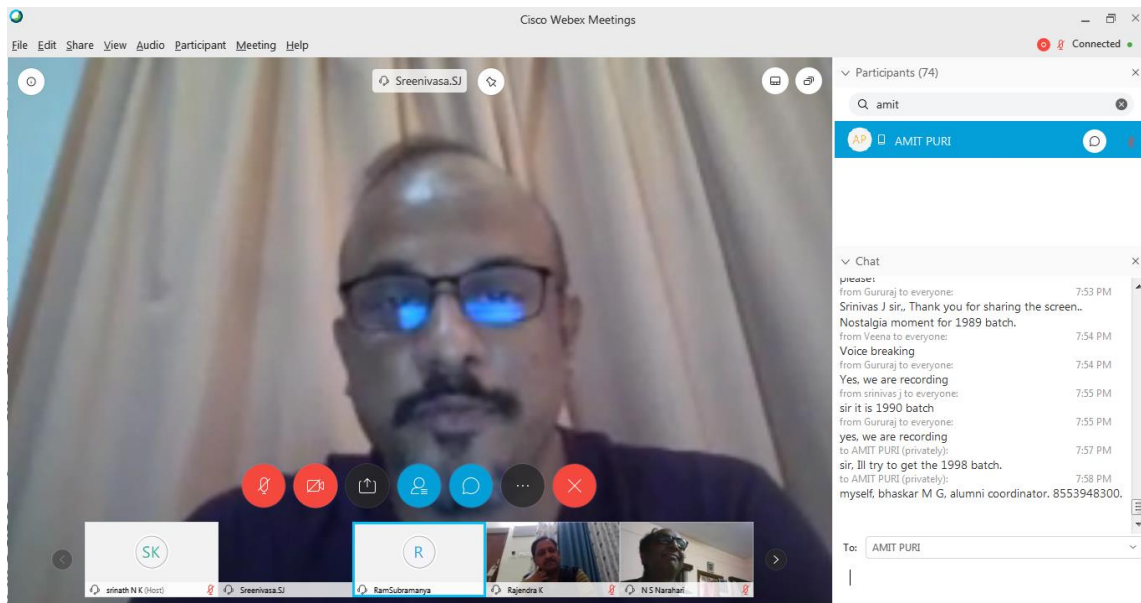 Cisco Webex Meetings
File Edit Share View Audio Participant Meeting Help
Connected
Sreenivasa.SJ
Participants (74)
amit
AP AMIT PURI
Chat
please!
from Gururaj to everyone: 7:53 PM
Srinivas J sir,, Thank you for sharing the screen..
Nostalgia moment for 1989 batch.
from Veena to everyone: 7:54 PM
Voice breaking
from Gururaj to everyone: 7:54 PM
Yes, we are recording
from srinivas j to everyone: 7:55 PM
sir it is 1990 batch
from Gururaj to everyone: 7:55 PM
yes, we are recording
to AMIT PURI (privately): 7:57 PM
sir, Ill try to get the 1998 batch.
to AMIT PURI (privately): 7:58 PM
myself, bhaskar M G, alumni coordinator. 8553948300.
To: AMIT PURI
SK
R
srinath N K (Host)
Sreenivasa.SJ
RamSubramanya
Rajendra K
N S Narahari...